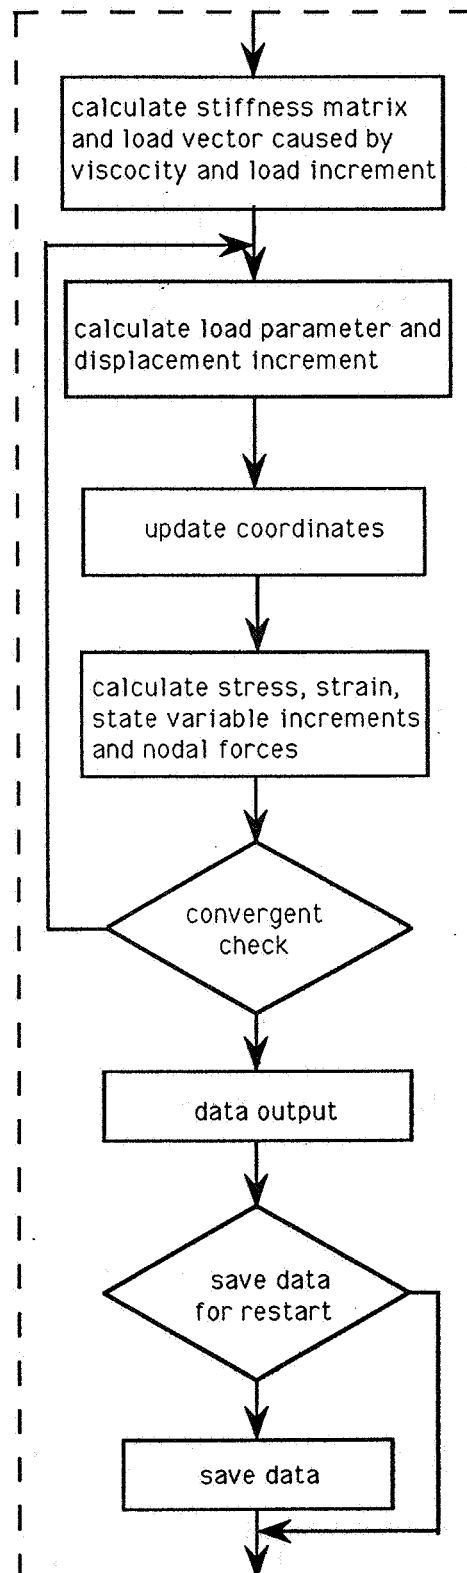 calculate stiffness matrix
and load vector caused by
viscocity and load increment
calculate load parameter and
displacement increment
update coordinates
calculate stress, strain,
state variable increments
and nodal forces
convergent
check
data output
save data
for restart
save data